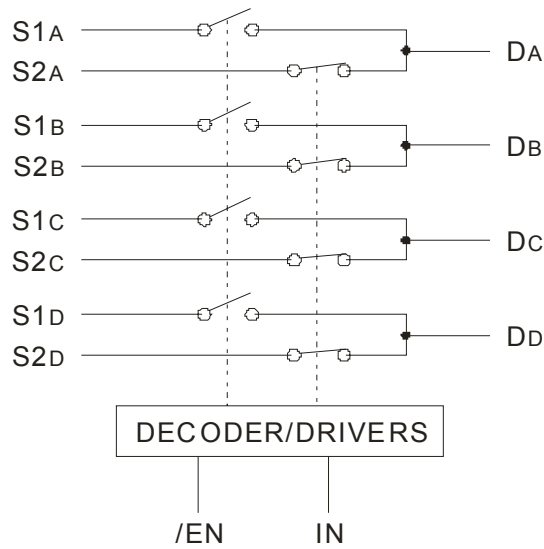 S1A
DA
S2A
S1B
DB
S2B
S1C
DC
S2C
S1D
DD
S2D
DECODER/DRIVERS
/EN IN